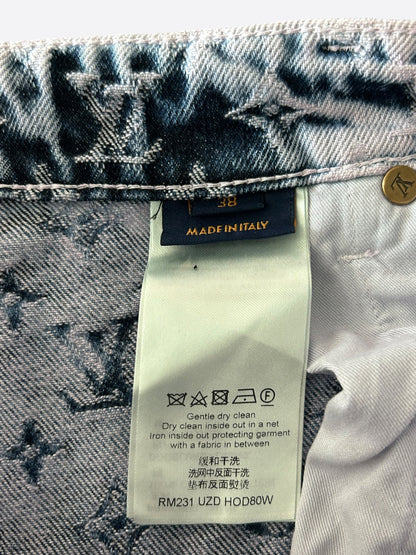 LV
38
MADE IN ITALY
Gentle dry clean
Dry clean inside out in a net
Iron inside out protecting garment
with a fabric in between
缓和干洗
洗网中反面干洗
垫布反面熨烫
RM231 UZD HOD80W